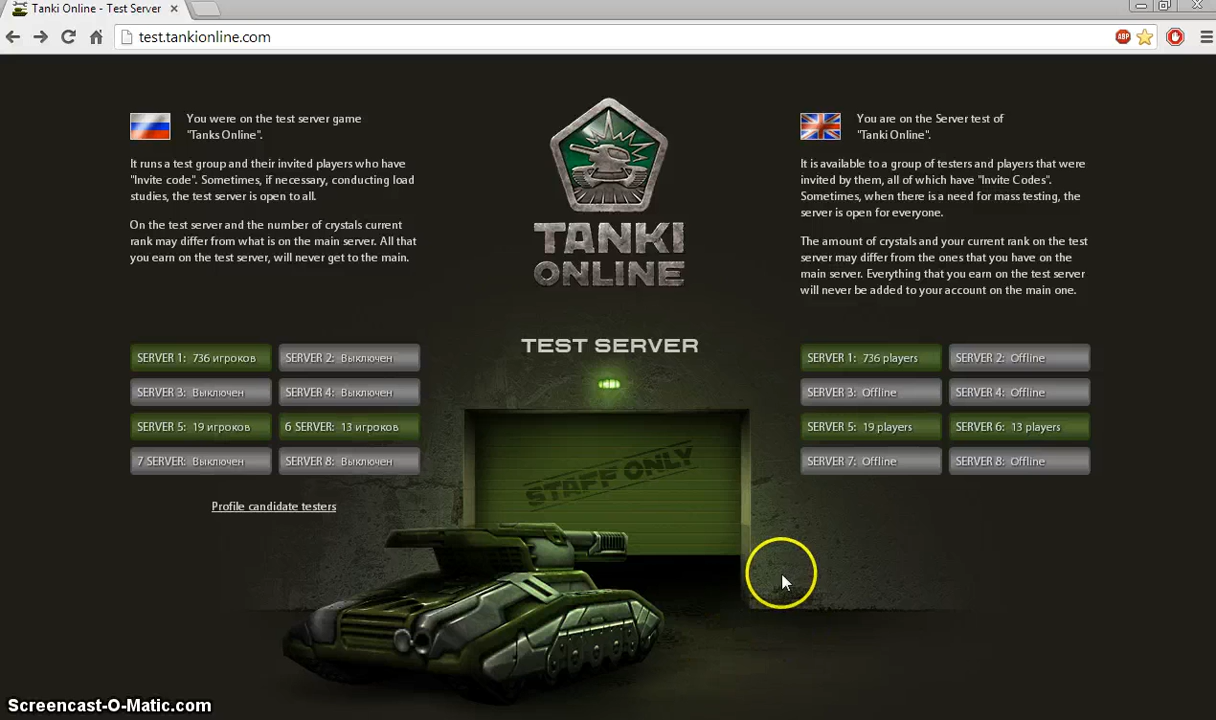 Tanki Online - Test Server
test.tankionline.com
ABP
You were on the test server game
"Tanks Online".
It runs a test group and their invited players who have
"Invite code". Sometimes, if necessary, conducting load
studies, the test server is open to all.
On the test server and the number of crystals current
rank may differ from what is on the main server. All that
you earn on the test server, will never get to the main.
SERVER 1: 736 игроков
SERVER 2: Выключен
SERVER 3: Выключен
SERVER 4: Выключен
SERVER 5: 19 игроков
6 SERVER: 13 игроков
7 SERVER: Выключен
SERVER 8: Выключен
Profile candidate testers
TANKI
ONLINE
TEST SERVER
STAFF ONLY
You are on the Server test of
"Tanki Online".
It is available to a group of testers and players that were
invited by them, all of which have "Invite Codes".
Sometimes, when there is a need for mass testing, the
server is open for everyone.
The amount of crystals and your current rank on the test
server may differ from the ones that you have on the
main server. Everything that you earn on the test server
will never be added to your account on the main one.
SERVER 1: 736 players
SERVER 2: Offline
SERVER 3: Offline
SERVER 4: Offline
SERVER 5: 19 players
SERVER 6: 13 players
SERVER 7: Offline
SERVER 8: Offline
Screencast-O-Matic.com